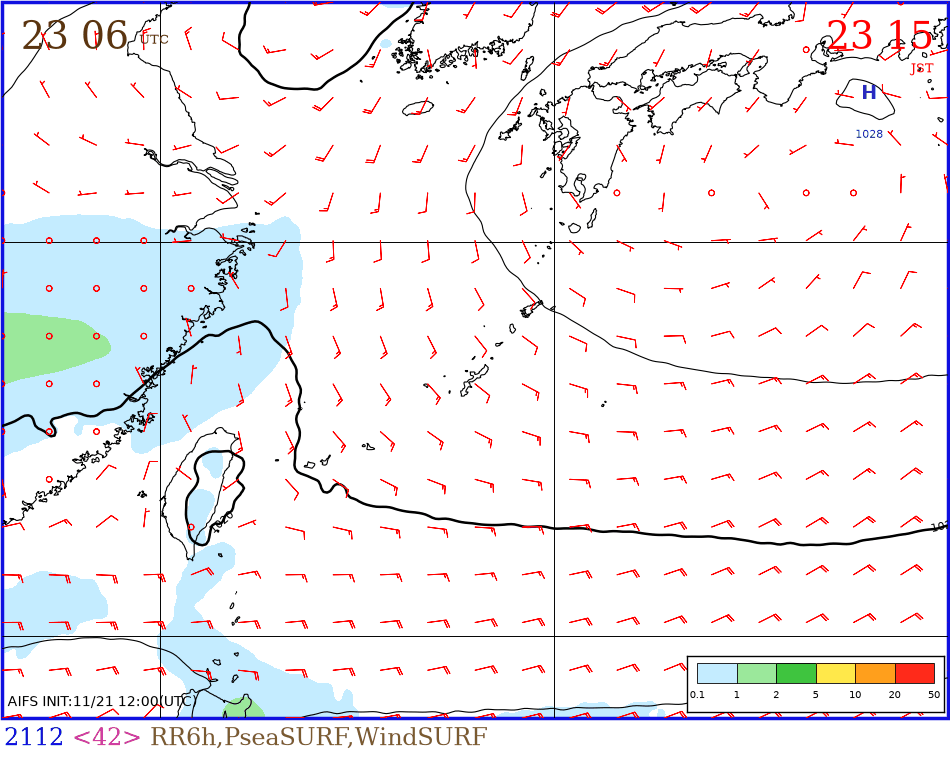 23 06 UTC
23 15
JST
H
1028
1020
0.1 1 2 5 10 20 50
AIFS INIT:11/21 12:00(UTC)
2112 <42> RR6h,PseaSURF,WindSURF